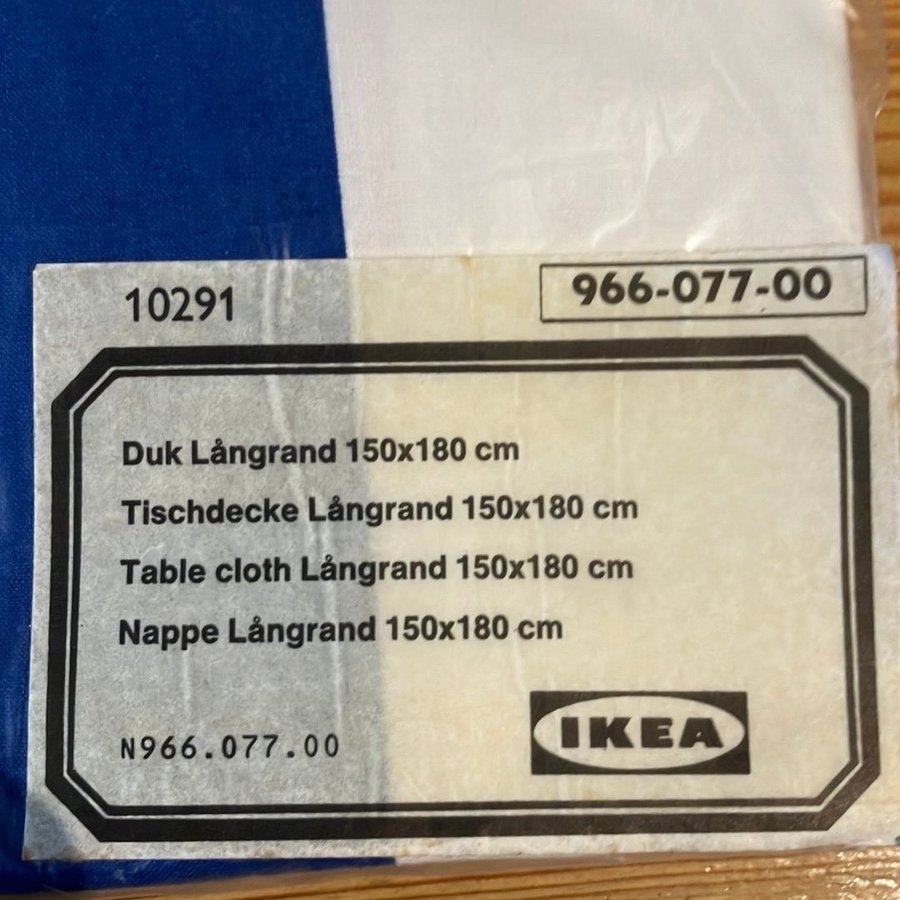 10291
966-077-00
Duk Långrand 150x180 cm
Tischdecke Långrand 150x180 cm
Table cloth Långrand 150x180 cm
Nappe Långrand 150x180 cm
N966.077.00
IKEA